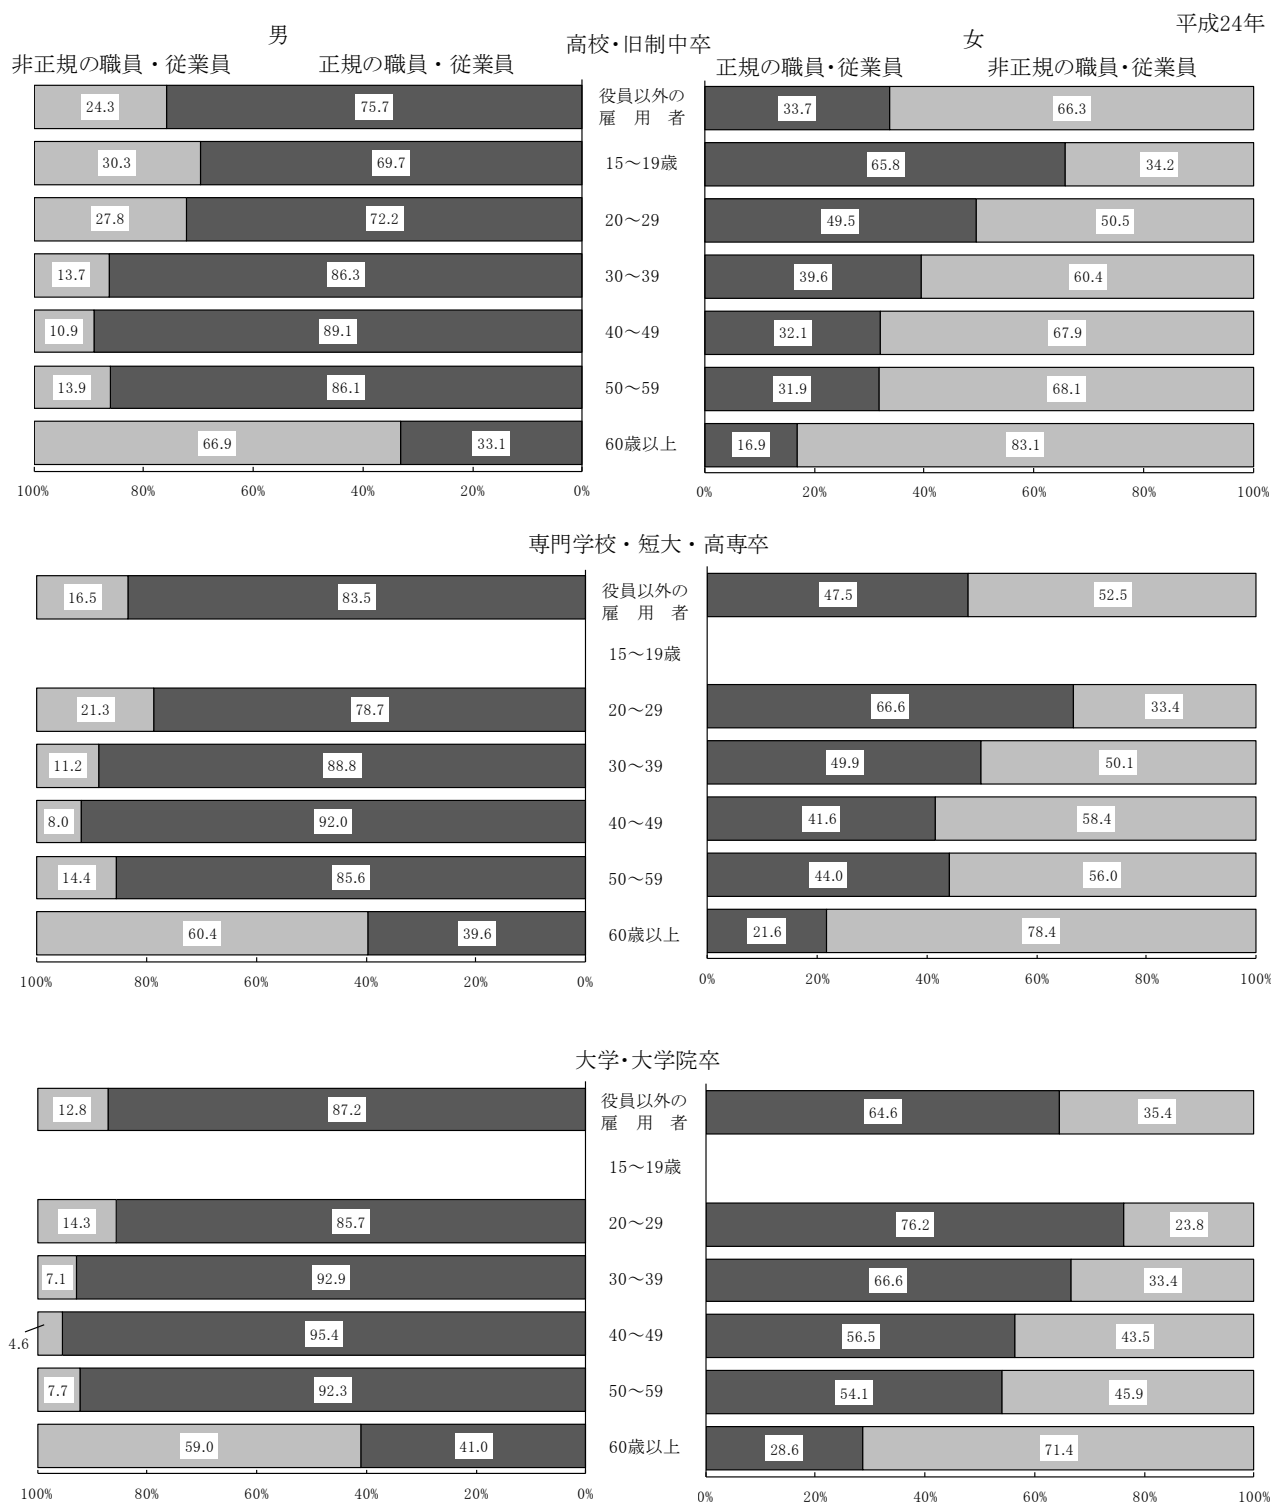 平成24年
男
高校・旧制中卒
女
非正規の職員・従業員 正規の職員・従業員
正規の職員・従業員 非正規の職員・従業員
24.3 75.7 役員以外の 33.7 66.3
雇 用 者
30.3 69.7 15～19歳 65.8 34.2
27.8 72.2 20～29 49.5 50.5
13.7 86.3 30～39 39.6 60.4
10.9 89.1 40～49 32.1 67.9
13.9 86.1 50～59 31.9 68.1
66.9 33.1 60歳以上 16.9 83.1
100% 80% 60% 40% 20% 0% 0% 20% 40% 60% 80% 100%
専門学校・短大・高専卒
16.5 83.5 役員以外の 47.5 52.5
雇 用 者
15～19歳
21.3 78.7 20～29 66.6 33.4
11.2 88.8 30～39 49.9 50.1
8.0 92.0 40～49 41.6 58.4
14.4 85.6 50～59 44.0 56.0
60.4 39.6 60歳以上 21.6 78.4
100% 80% 60% 40% 20% 0% 0% 20% 40% 60% 80% 100%
大学・大学院卒
12.8 87.2 役員以外の 64.6 35.4
雇 用 者
15～19歳
14.3 85.7 20～29 76.2 23.8
7.1 92.9 30～39 66.6 33.4
4.6 95.4 40～49 56.5 43.5
7.7 92.3 50～59 54.1 45.9
59.0 41.0 60歳以上 28.6 71.4
100% 80% 60% 40% 20% 0% 0% 20% 40% 60% 80% 100%